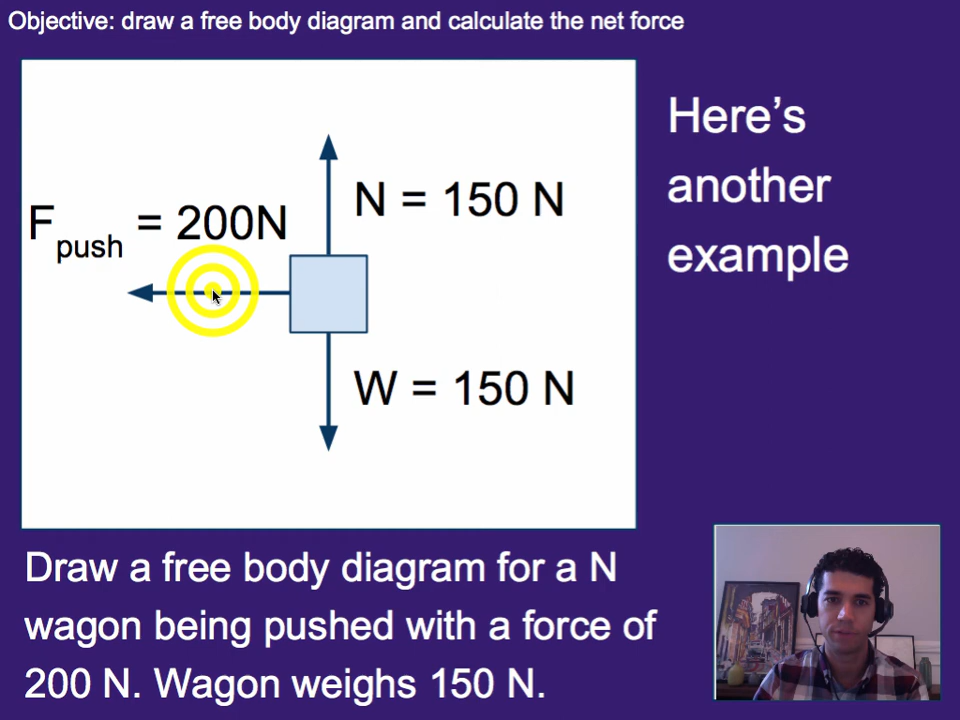 Objective: draw a free body diagram and calculate the net force
Here's
another
example
N = 150 N
F push = 200N
W = 150 N
Draw a free body diagram for a N
wagon being pushed with a force of
200 N. Wagon weighs 150 N.